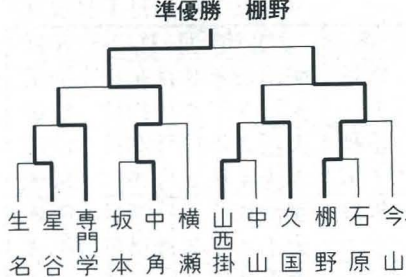 準優勝 棚野
生名
星谷
専門学
坂本
中角
横瀬
山西掛
中山
久国
棚野
石原
今山